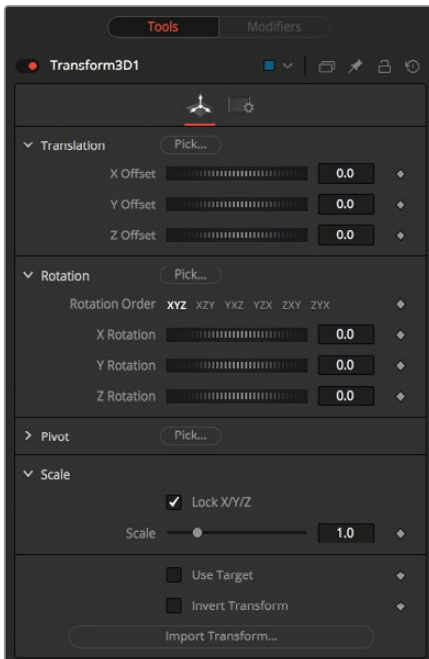 Tools Modifiers
Transform3D1
Translation Pick...
X Offset 0.0
Y Offset 0.0
Z Offset 0.0
Rotation Pick...
Rotation Order XYZ XZY YXZ YZX ZXY ZYX
X Rotation 0.0
Y Rotation 0.0
Z Rotation 0.0
Pivot Pick...
Scale
Lock X/Y/Z
Scale 1.0
Use Target
Invert Transform
Import Transform...